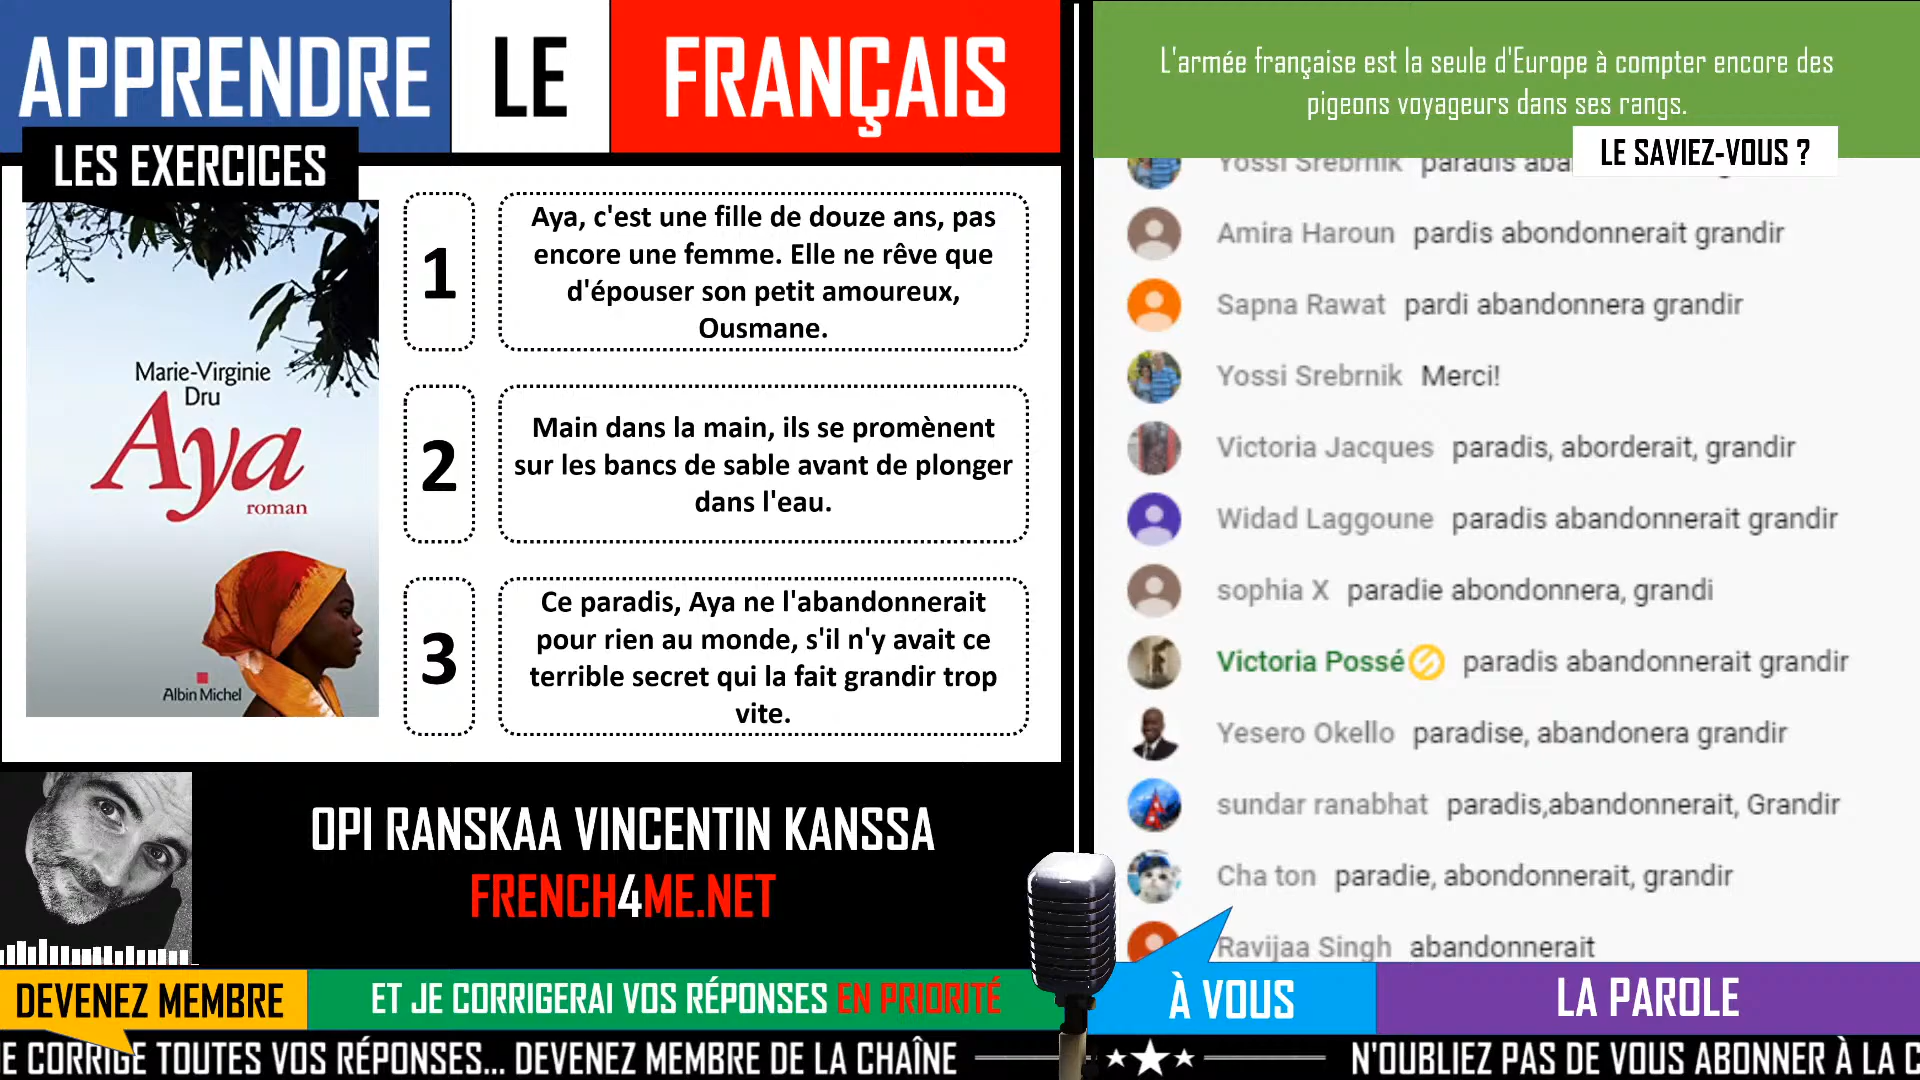 APPRENDRE LE FRANÇAIS
LES EXERCICES
Marie-Virginie
Dru
Aya
roman
Albin Michel
1
Aya, c'est une fille de douze ans, pas
encore une femme. Elle ne rêve que
d'épouser son petit amoureux,
Ousmane.
2
Main dans la main, ils se promènent
sur les bancs de sable avant de plonger
dans l'eau.
3
Ce paradis, Aya ne l'abandonnerait
pour rien au monde, s'il n'y avait ce
terrible secret qui la fait grandir trop
vite.
OPI RANSKAA VINCENTIN KANSSA
FRENCH4ME.NET
DEVENEZ MEMBRE
ET JE CORRIGERAI VOS RÉPONSES EN PRIORITÉ
L'armée française est la seule d'Europe à compter encore des
pigeons voyageurs dans ses rangs.
LE SAVIEZ-VOUS ?
Yossi Srebrnik paradis
Amira Haroun pardis abondonnerait grandir
Sapna Rawat pardi abandonnera grandir
Yossi Srebrnik Merci!
Victoria Jacques paradis, aborderait, grandir
Widad Laggoune paradis abandonnerait grandir
sophia X paradie abondonnera, grandi
Victoria Possé paradis abandonnerait grandir
Yesero Okello paradise, abandonera grandir
sundar ranabhat paradis,abandonnerait, Grandir
Cha ton paradie, abondonnerait, grandir
Ravijaa Singh abandonnerait
À VOUS
LA PAROLE
E CORRIGE TOUTES VOS RÉPONSES... DEVENEZ MEMBRE DE LA CHAÎNE
N'OUBLIEZ PAS DE VOUS ABONNER À LA C